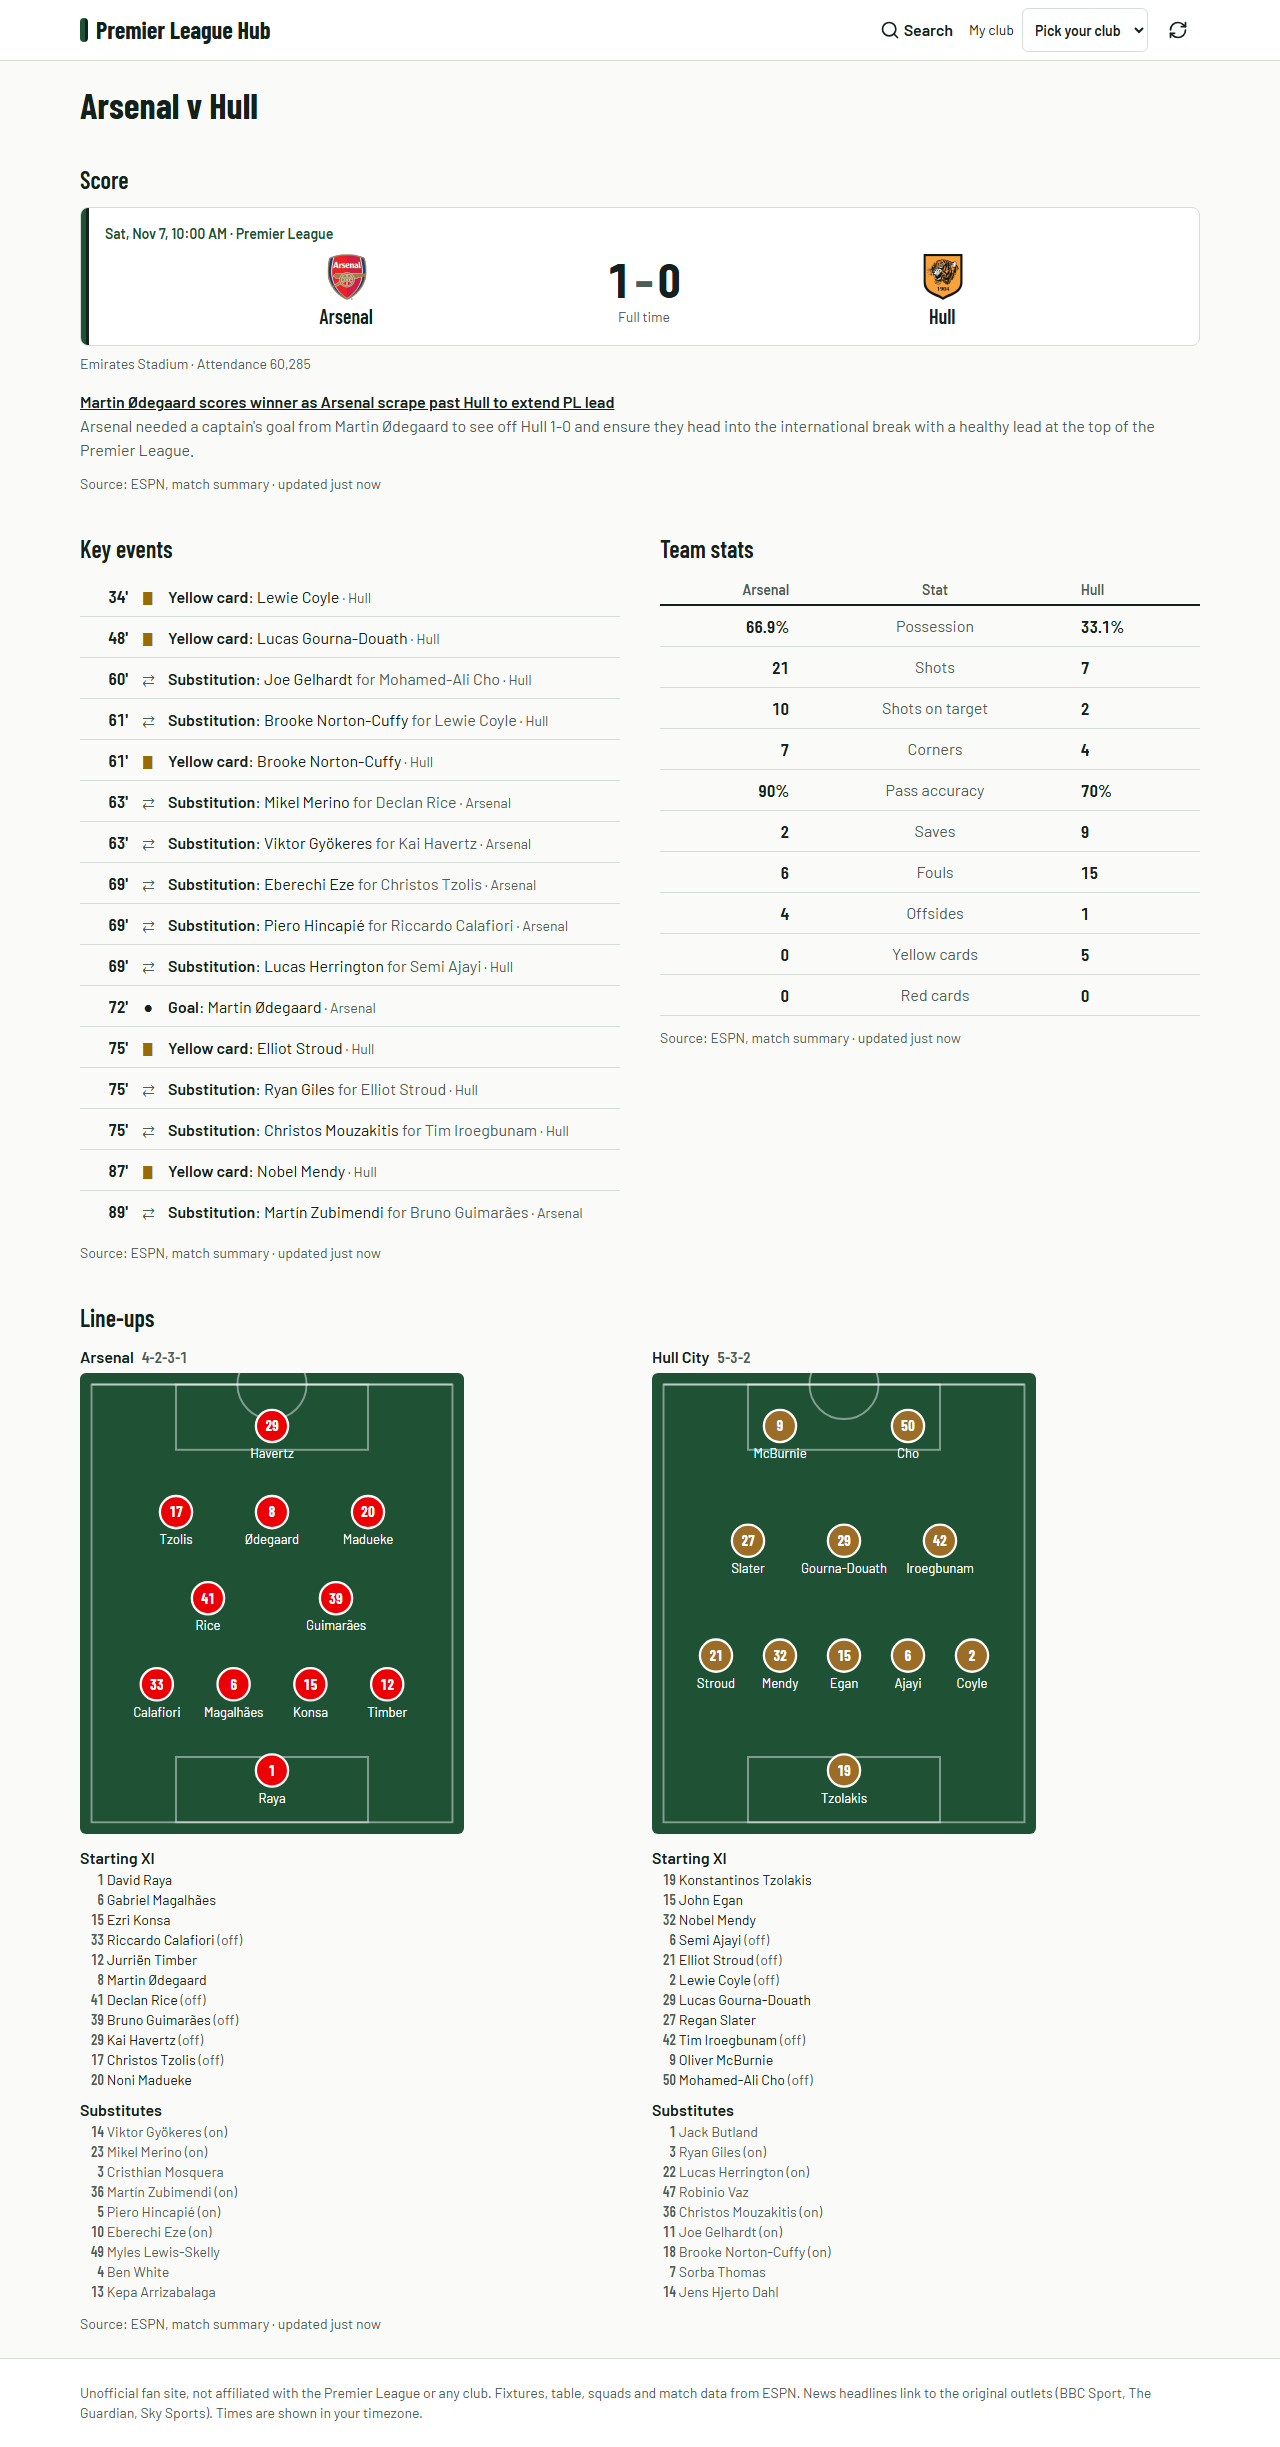 Premier League Hub
Search
My club
Pick your club
Arsenal v Hull
Score
Sat, Nov 7, 10:00 AM · Premier League
Arsenal
1904
1 - 0
Arsenal
Full time
Hull
Emirates Stadium · Attendance 60,285
Martin Ødegaard scores winner as Arsenal scrape past Hull to extend PL lead
Arsenal needed a captain's goal from Martin Ødegaard to see off Hull 1-0 and ensure they head into the international break with a healthy lead at the top of the
Premier League.
Source: ESPN, match summary · updated just now
Key events
34' Yellow card: Lewie Coyle · Hull
48' Yellow card: Lucas Gourna-Douath · Hull
60' ⇄ Substitution: Joe Gelhardt for Mohamed-Ali Cho · Hull
61' ⇄ Substitution: Brooke Norton-Cuffy for Lewie Coyle · Hull
61' Yellow card: Brooke Norton-Cuffy · Hull
63' ⇄ Substitution: Mikel Merino for Declan Rice · Arsenal
63' ⇄ Substitution: Viktor Gyökeres for Kai Havertz · Arsenal
69' ⇄ Substitution: Eberechi Eze for Christos Tzolis · Arsenal
69' ⇄ Substitution: Piero Hincapié for Riccardo Calafiori · Arsenal
69' ⇄ Substitution: Lucas Herrington for Semi Ajayi · Hull
72' ● Goal: Martin Ødegaard · Arsenal
75' Yellow card: Elliot Stroud · Hull
75' ⇄ Substitution: Ryan Giles for Elliot Stroud · Hull
75' ⇄ Substitution: Christos Mouzakitis for Tim Iroegbunam · Hull
87' Yellow card: Nobel Mendy · Hull
89' ⇄ Substitution: Martín Zubimendi for Bruno Guimarães · Arsenal
Source: ESPN, match summary · updated just now
Team stats
Arsenal Stat Hull
66.9% Possession 33.1%
21 Shots 7
10 Shots on target 2
7 Corners 4
90% Pass accuracy 70%
2 Saves 9
6 Fouls 15
4 Offsides 1
0 Yellow cards 5
0 Red cards 0
Source: ESPN, match summary · updated just now
Line-ups
Arsenal 4-2-3-1
29
Havertz
17 8 20
Tzolis Ødegaard Madueke
41 39
Rice Guimarães
33 6 15 12
Calafiori Magalhães Konsa Timber
1
Raya
Starting XI
1 David Raya
6 Gabriel Magalhães
15 Ezri Konsa
33 Riccardo Calafiori (off)
12 Jurriën Timber
8 Martin Ødegaard
41 Declan Rice (off)
39 Bruno Guimarães (off)
29 Kai Havertz (off)
17 Christos Tzolis (off)
20 Noni Madueke
Substitutes
14 Viktor Gyökeres (on)
23 Mikel Merino (on)
3 Cristhian Mosquera
36 Martín Zubimendi (on)
5 Piero Hincapié (on)
10 Eberechi Eze (on)
49 Myles Lewis-Skelly
4 Ben White
13 Kepa Arrizabalaga
Hull City 5-3-2
9 50
McBurnie Cho
27 29 42
Slater Gourna-Douath Iroegbunam
21 32 15 6 2
Stroud Mendy Egan Ajayi Coyle
19
Tzolakis
Starting XI
19 Konstantinos Tzolakis
15 John Egan
32 Nobel Mendy
6 Semi Ajayi (off)
21 Elliot Stroud (off)
2 Lewie Coyle (off)
29 Lucas Gourna-Douath
27 Regan Slater
42 Tim Iroegbunam (off)
9 Oliver McBurnie
50 Mohamed-Ali Cho (off)
Substitutes
1 Jack Butland
3 Ryan Giles (on)
22 Lucas Herrington (on)
47 Robinio Vaz
36 Christos Mouzakitis (on)
11 Joe Gelhardt (on)
18 Brooke Norton-Cuffy (on)
7 Sorba Thomas
14 Jens Hjerto Dahl
Source: ESPN, match summary · updated just now
Unofficial fan site, not affiliated with the Premier League or any club. Fixtures, table, squads and match data from ESPN. News headlines link to the original outlets (BBC Sport, The
Guardian, Sky Sports). Times are shown in your timezone.